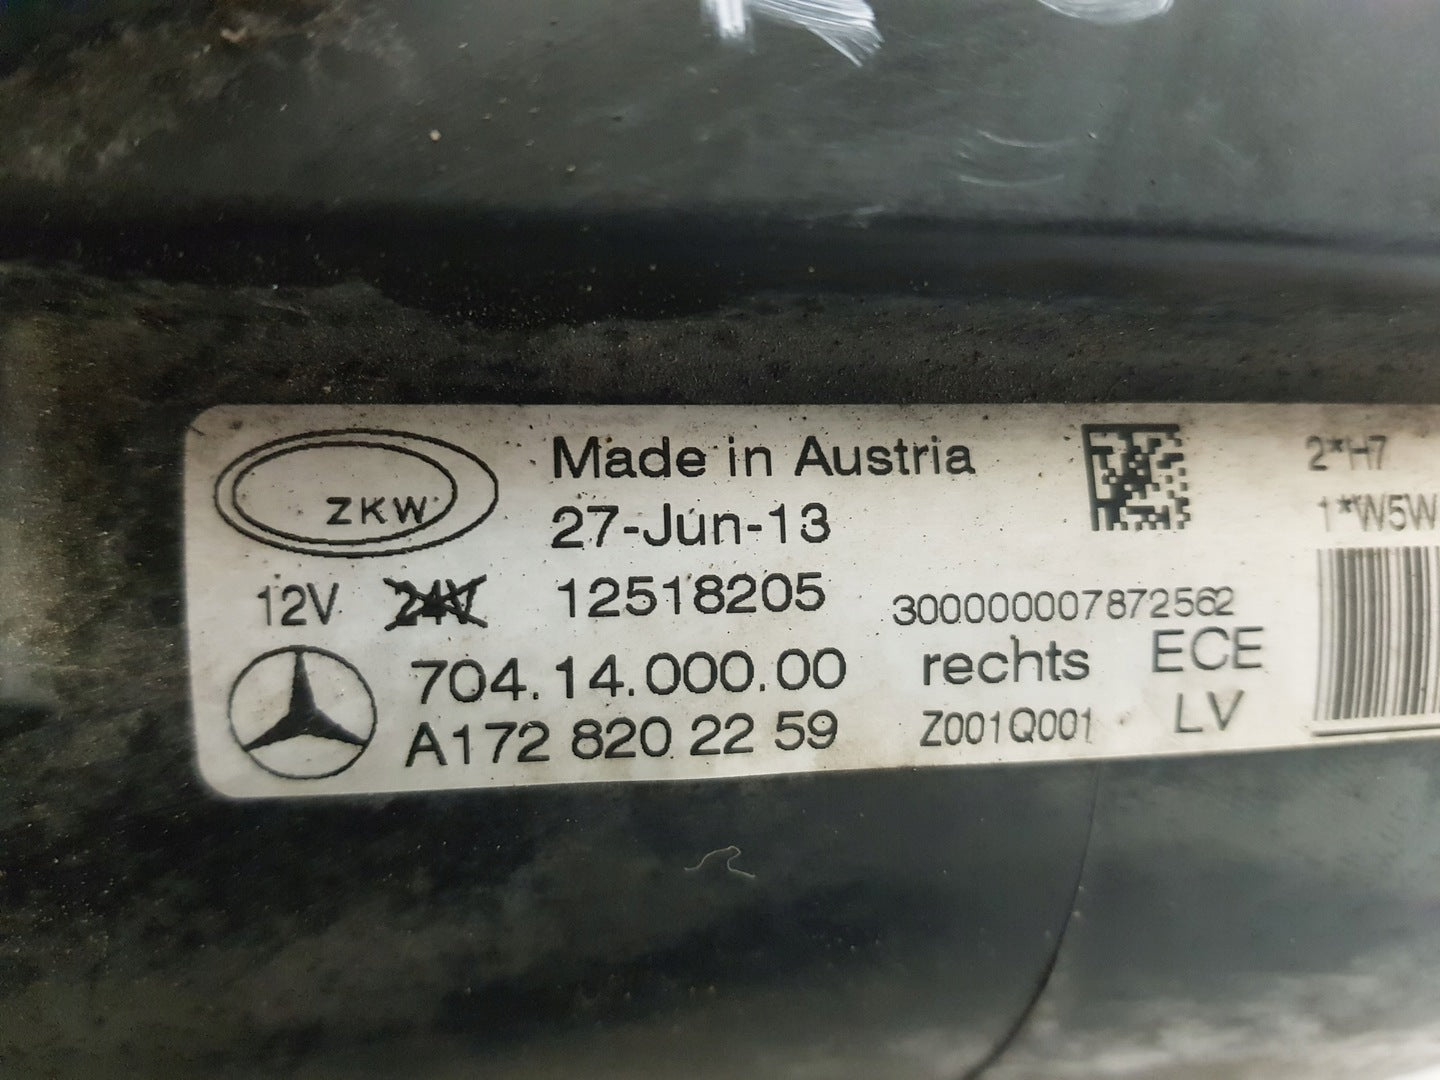 ZKW
Made in Austria
27-Jun-13
12V 24V 12518205
300000007872562
704.14.000.00
rechts ECE
A172 820 22 59
Z001Q001 LV
2*H7
1*W5W